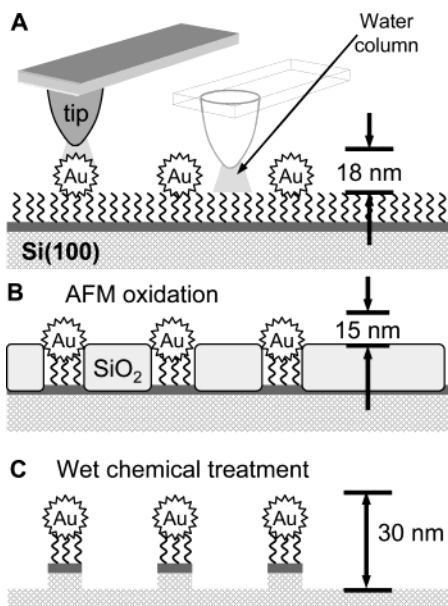 A
Water
column
tip
Au Au Au
18 nm
Si(100)
B AFM oxidation
Au Au Au
15 nm
SiO2
C Wet chemical treatment
Au Au Au
30 nm